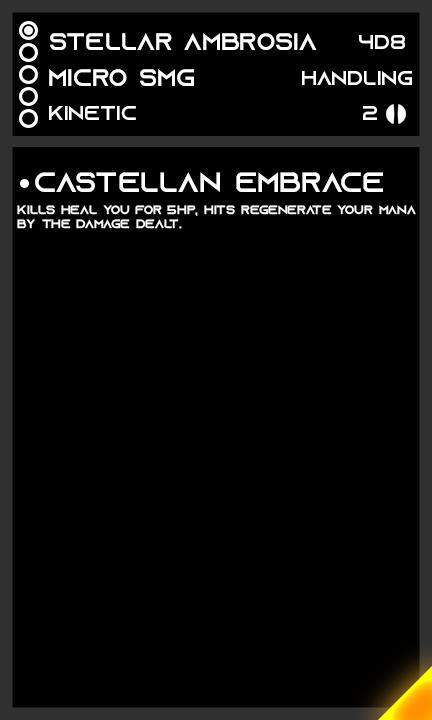 STELLAR AMBROSIA 4D8
MICRO SMG HANDLING
KINETIC 2
•CASTELLAN EMBRACE
KILLS HEAL YOU FOR 5HP, HITS REGENERATE YOUR MANA
BY THE DAMAGE DEALT.